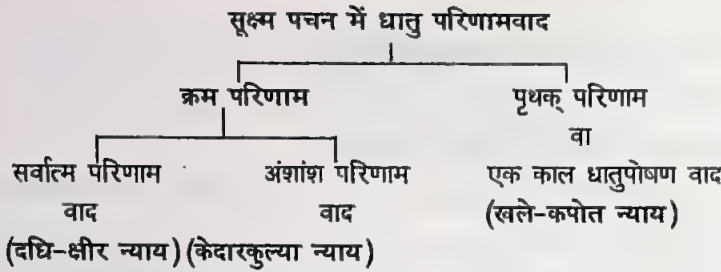 सूक्ष्म पचन में धातु परिणामवाद
क्रम परिणाम
पृथक् परिणाम
वा
एक काल धातुपोषण वाद
(खले-कपोत न्याय)
सर्वात्म परिणाम
वाद
(दधि-क्षीर न्याय)
अंशांश परिणाम
वाद
(केदारकुल्या न्याय)